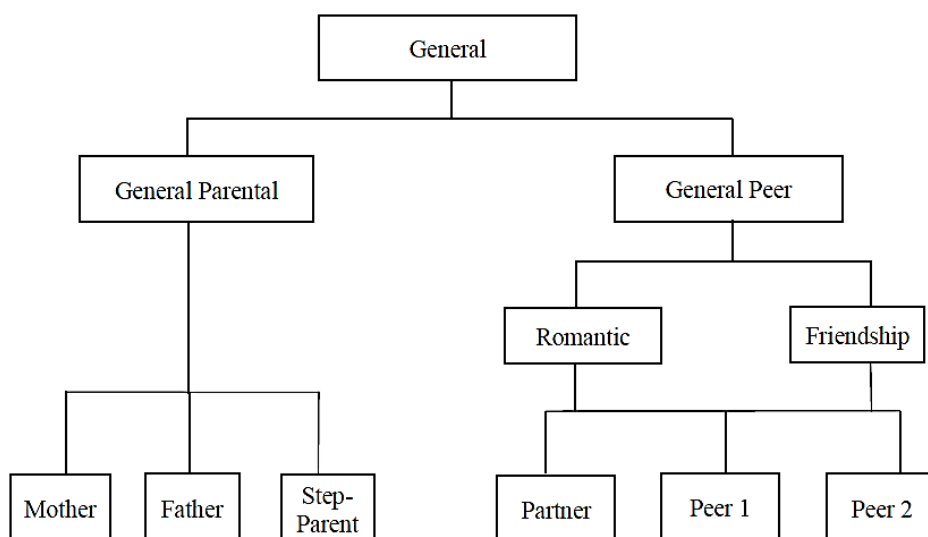 General
General Parental
General Peer
Romantic
Friendship
Mother
Father
Step-
Parent
Partner
Peer 1
Peer 2